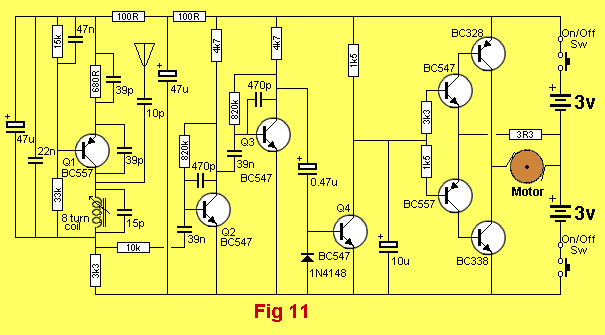 100R
100R
47n
15k
680R
39p
10p
47u
4k7
4k7
1k5
BC328
On/Off
Sw
BC547
820k
470p
3v
47u
22n
Q1
BC557
39p
820k
470p
Q3
39n
BC547
3k3
1k5
3R3
Motor
33k
8 turn
coil
15p
0.47u
Q4
BC557
3v
On/Off
Sw
10k
39n
Q2
BC547
3k3
1N4148
BC547
10u
BC338
Fig 11